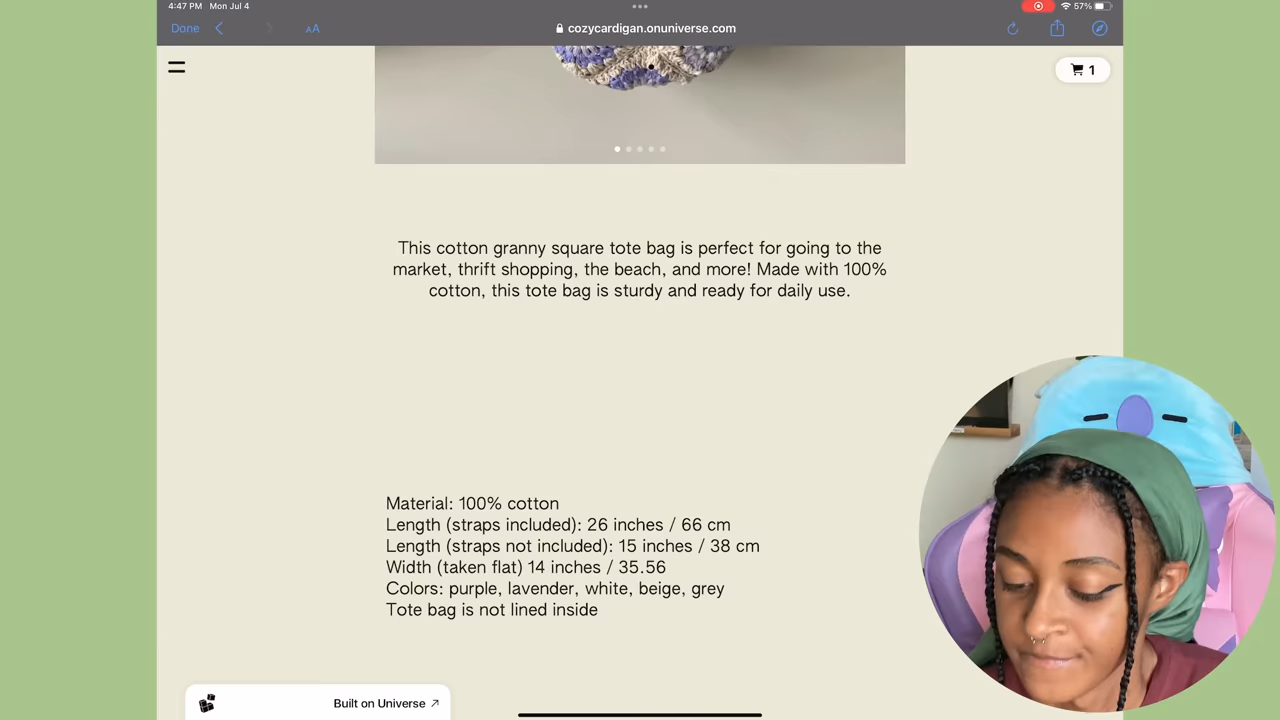 4:47 PM Mon Jul 4
57%
Done
AA
cozycardigan.onuniverse.com
1
This cotton granny square tote bag is perfect for going to the
market, thrift shopping, the beach, and more! Made with 100%
cotton, this tote bag is sturdy and ready for daily use.
Material: 100% cotton
Length (straps included): 26 inches / 66 cm
Length (straps not included): 15 inches / 38 cm
Width (taken flat) 14 inches / 35.56
Colors: purple, lavender, white, beige, grey
Tote bag is not lined inside
Built on Universe ↗